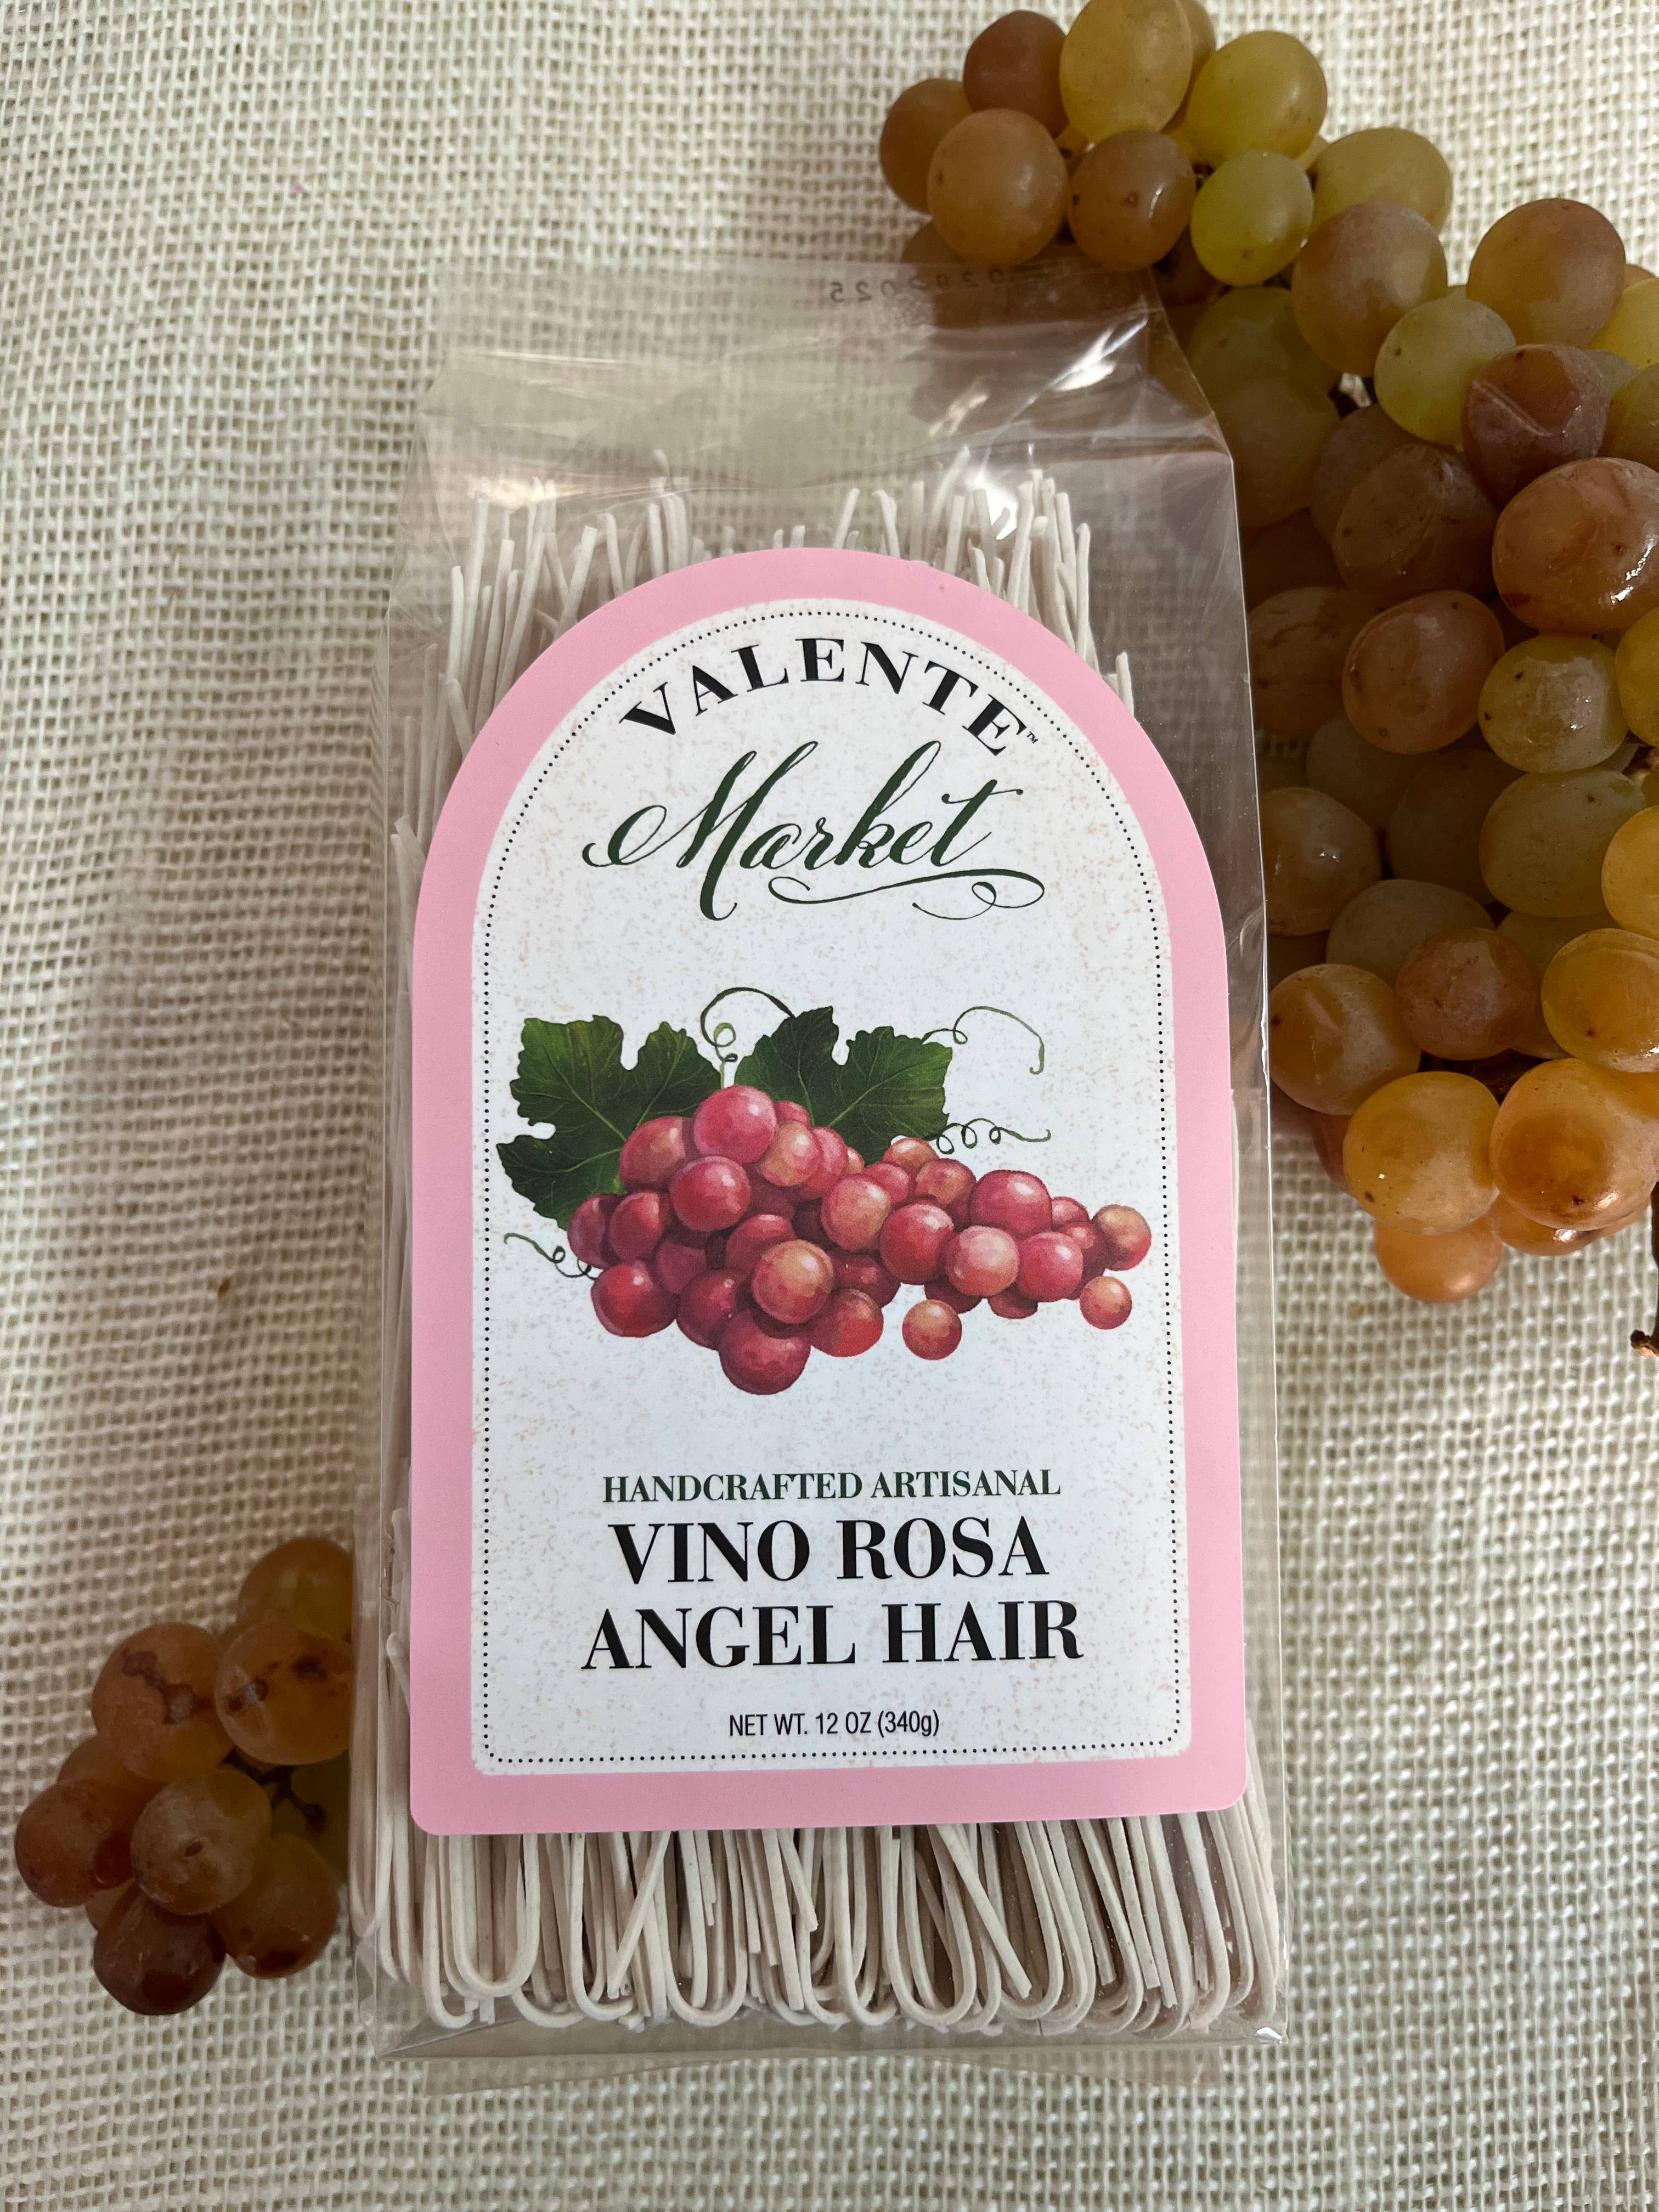 VALENTE™
Market
HANDCRAFTED ARTISANAL
VINO ROSA
ANGEL HAIR
NET WT. 12 OZ (340g)